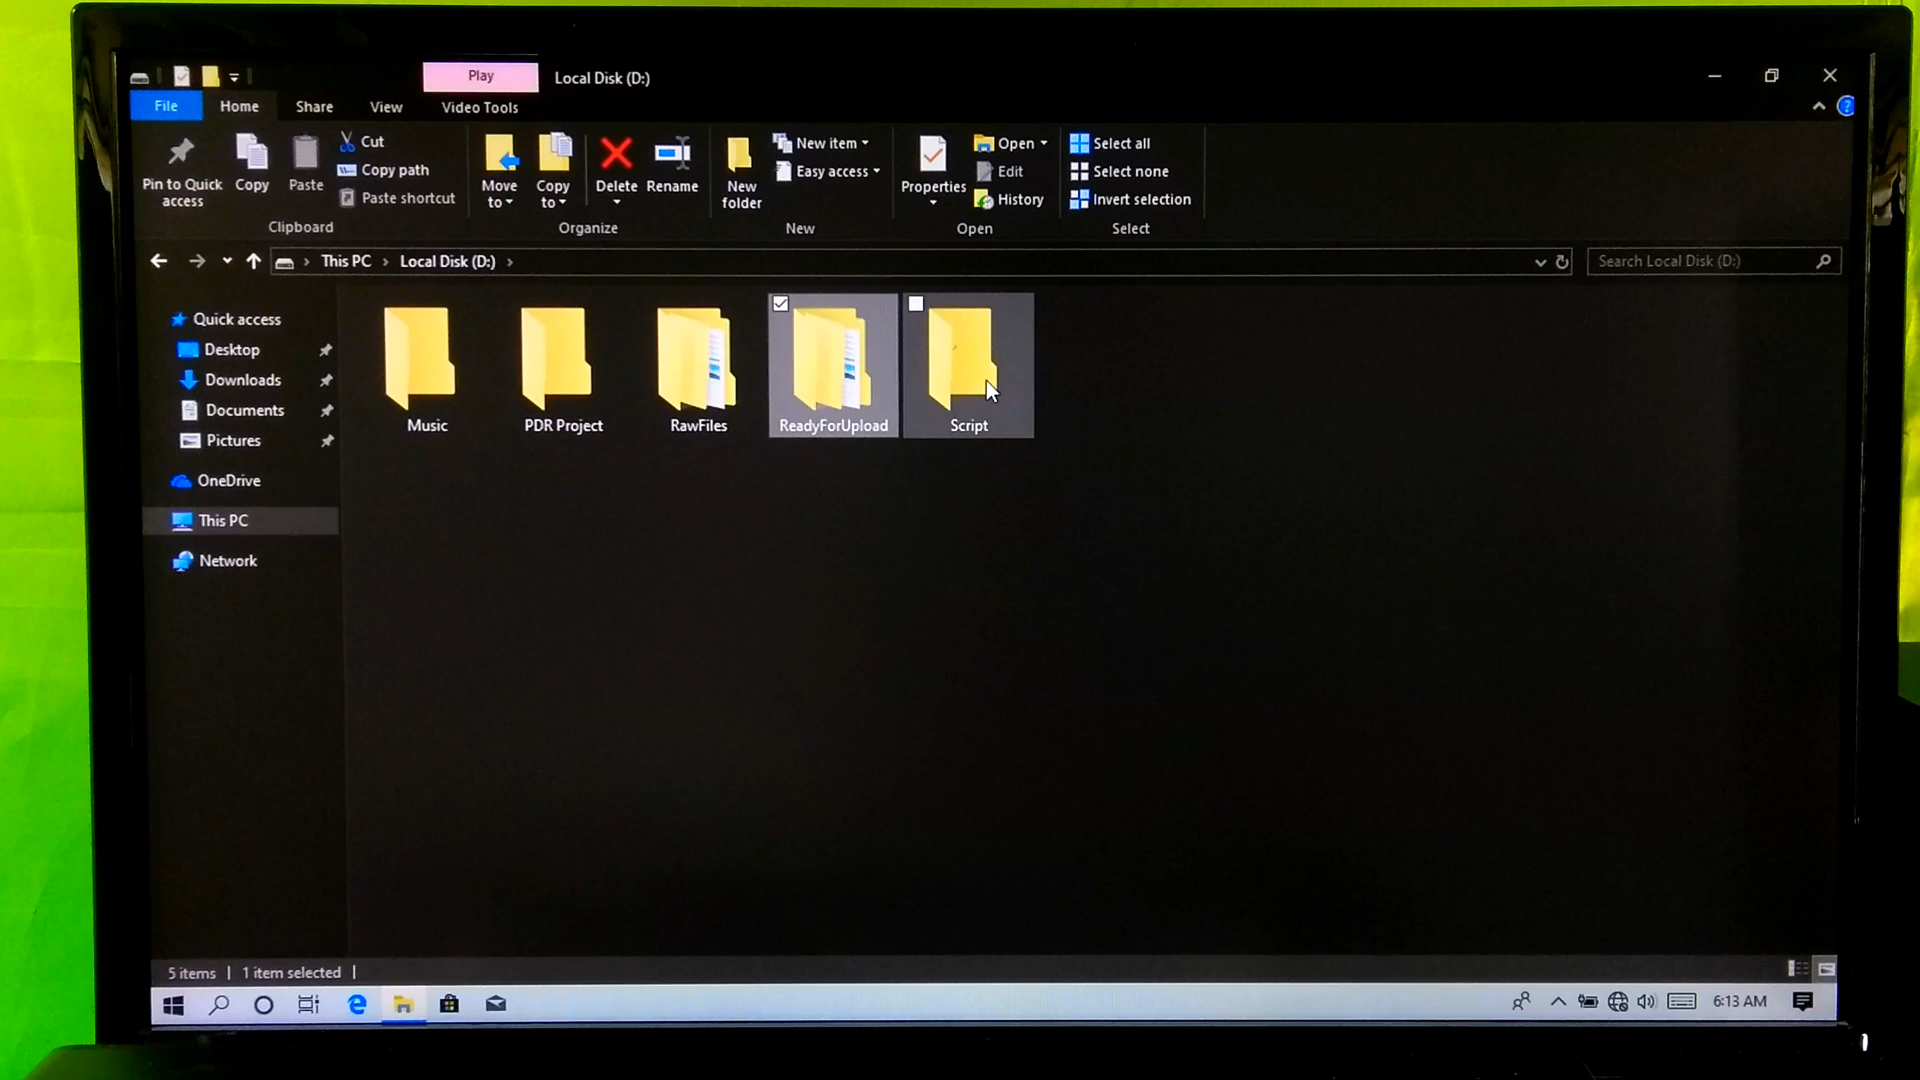 Play
Local Disk (D:)
File
Home
Share
View
Video Tools
Pin to Quick access
Copy
Paste
Cut
Copy path
Paste shortcut
Clipboard
Move to
Copy to
Delete
Rename
Organize
New folder
New item
Easy access
New
Properties
Open
Edit
History
Open
Select all
Select none
Invert selection
Select
This PC
Local Disk (D:)
Search Local Disk (D:)
Quick access
Desktop
Downloads
Documents
Pictures
OneDrive
This PC
Network
Music
PDR Project
RawFiles
ReadyForUpload
Script
5 items
1 item selected
6:13 AM